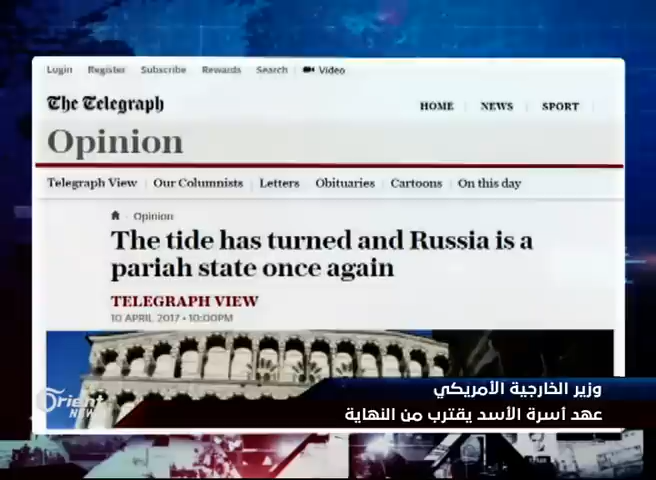 Login Register Subscribe Rewards Search Video
The Telegraph
HOME NEWS SPORT
Opinion
Telegraph View Our Columnists Letters Obituaries Cartoons On this day
Opinion
The tide has turned and Russia is a
pariah state once again
TELEGRAPH VIEW
10 APRIL 2017 • 10:00PM
وزير الخارجية الأمريكي
عهد أسرة الأسد يقترب من النهاية
Orient
NEWS